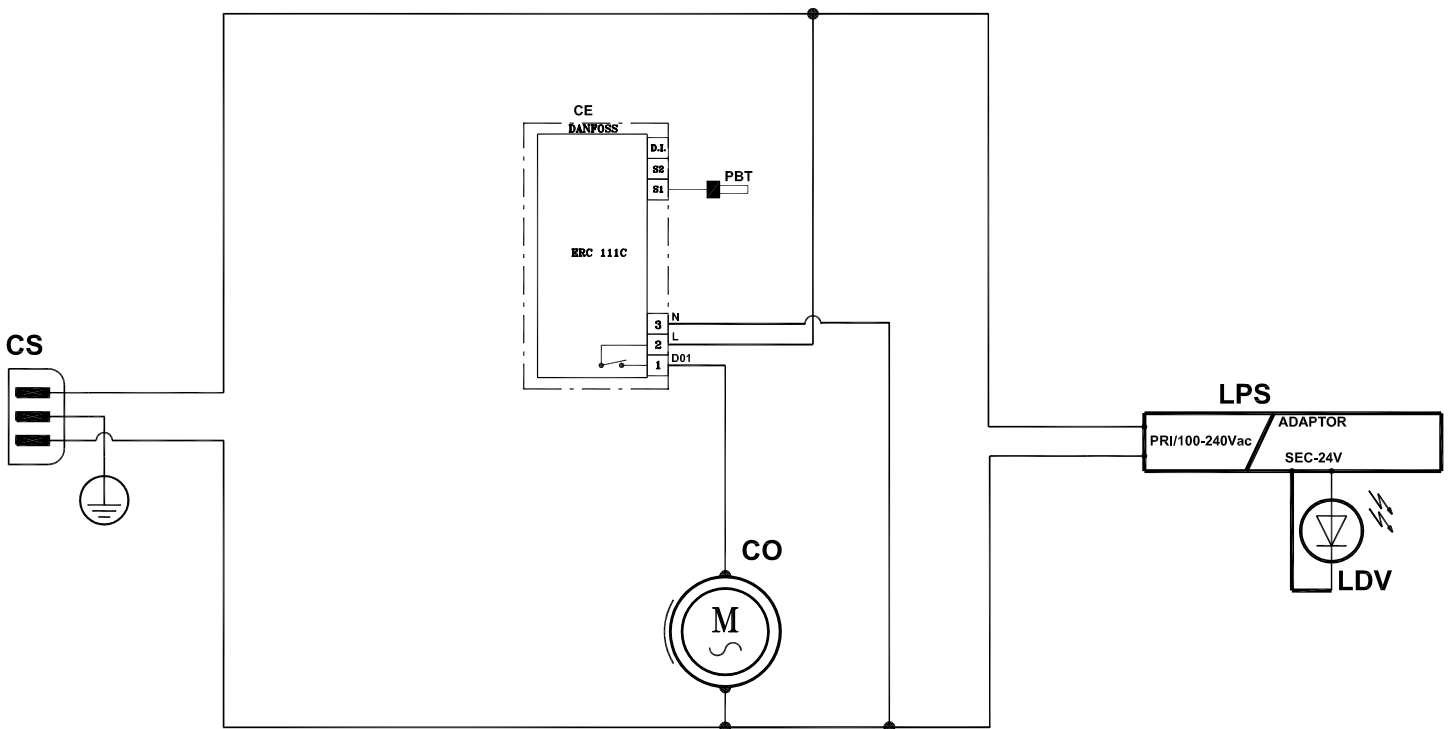 CE
DANFOSS
D.I.
S2
S1
PBT
ERC 111C
3
N
2
L
1
D01
CS
LPS
PRI/100-240Vac
ADAPTOR
SEC-24V
CO
M
LDV